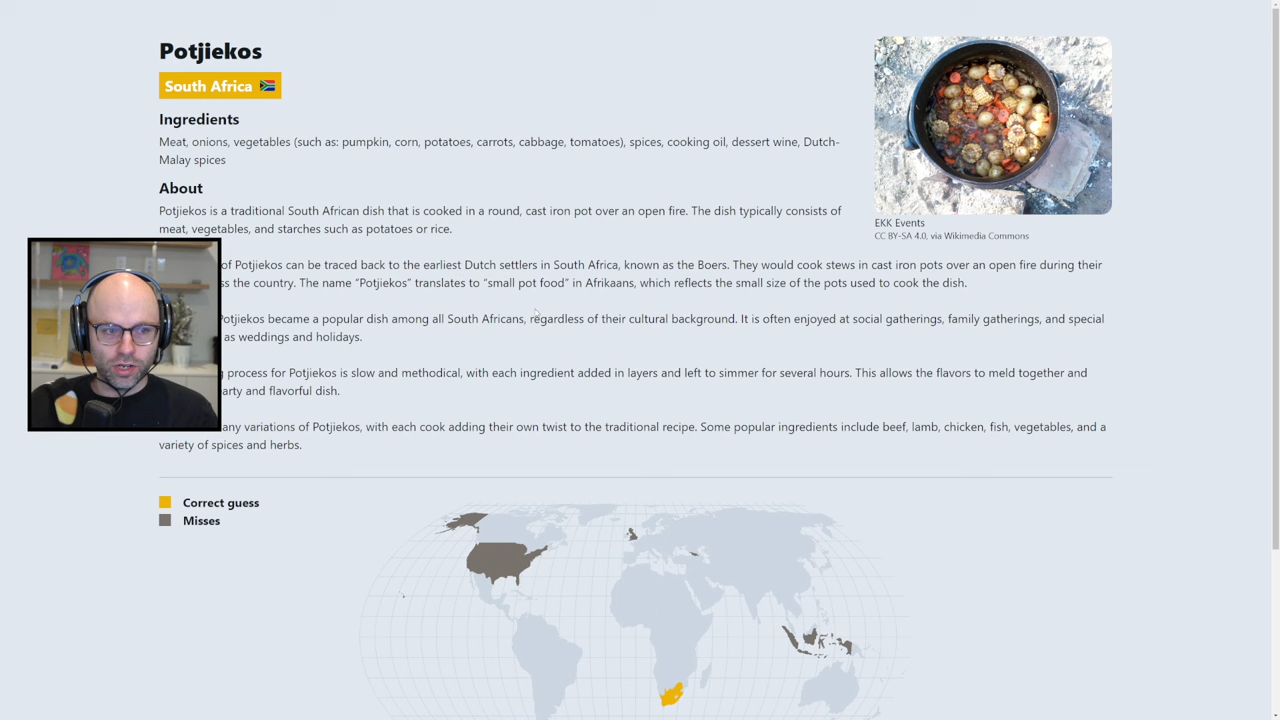 Potjiekos
South Africa
Ingredients
Meat, onions, vegetables (such as: pumpkin, corn, potatoes, carrots, cabbage, tomatoes), spices, cooking oil, dessert wine, Dutch-
Malay spices
About
Potjiekos is a traditional South African dish that is cooked in a round, cast iron pot over an open fire. The dish typically consists of
meat, vegetables, and starches such as potatoes or rice.
EKK Events
CC BY-SA 4.0, via Wikimedia Commons
of Potjiekos can be traced back to the earliest Dutch settlers in South Africa, known as the Boers. They would cook stews in cast iron pots over an open fire during their
the country. The name “Potjiekos” translates to “small pot food” in Afrikaans, which reflects the small size of the pots used to cook the dish.
Potjiekos became a popular dish among all South Africans, regardless of their cultural background. It is often enjoyed at social gatherings, family gatherings, and special
as weddings and holidays.
process for Potjiekos is slow and methodical, with each ingredient added in layers and left to simmer for several hours. This allows the flavors to meld together and
and flavorful dish.
any variations of Potjiekos, with each cook adding their own twist to the traditional recipe. Some popular ingredients include beef, lamb, chicken, fish, vegetables, and a
variety of spices and herbs.
Correct guess
Misses